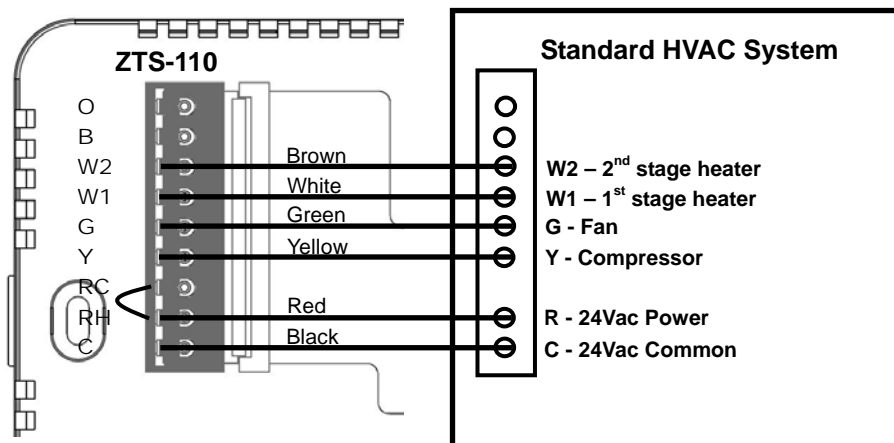 ZTS-110
Standard HVAC System
O
B
W2
Brown
W2 – 2nd stage heater
W1
White
W1 – 1st stage heater
G
Green
G - Fan
Y
Yellow
Y - Compressor
RC
RH
Red
R - 24Vac Power
C
Black
C - 24Vac Common